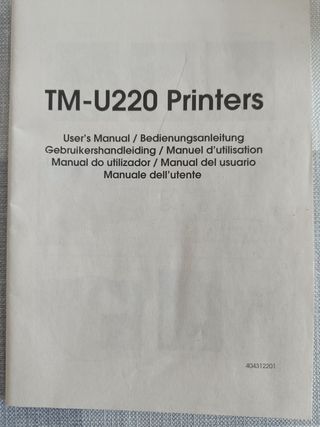 TM-U220 Printers
User's Manual / Bedienungsanleitung
Gebruikershandleiding / Manuel d'utilisation
Manual do utilizador / Manual del usuario
Manuale dell'utente
404312201